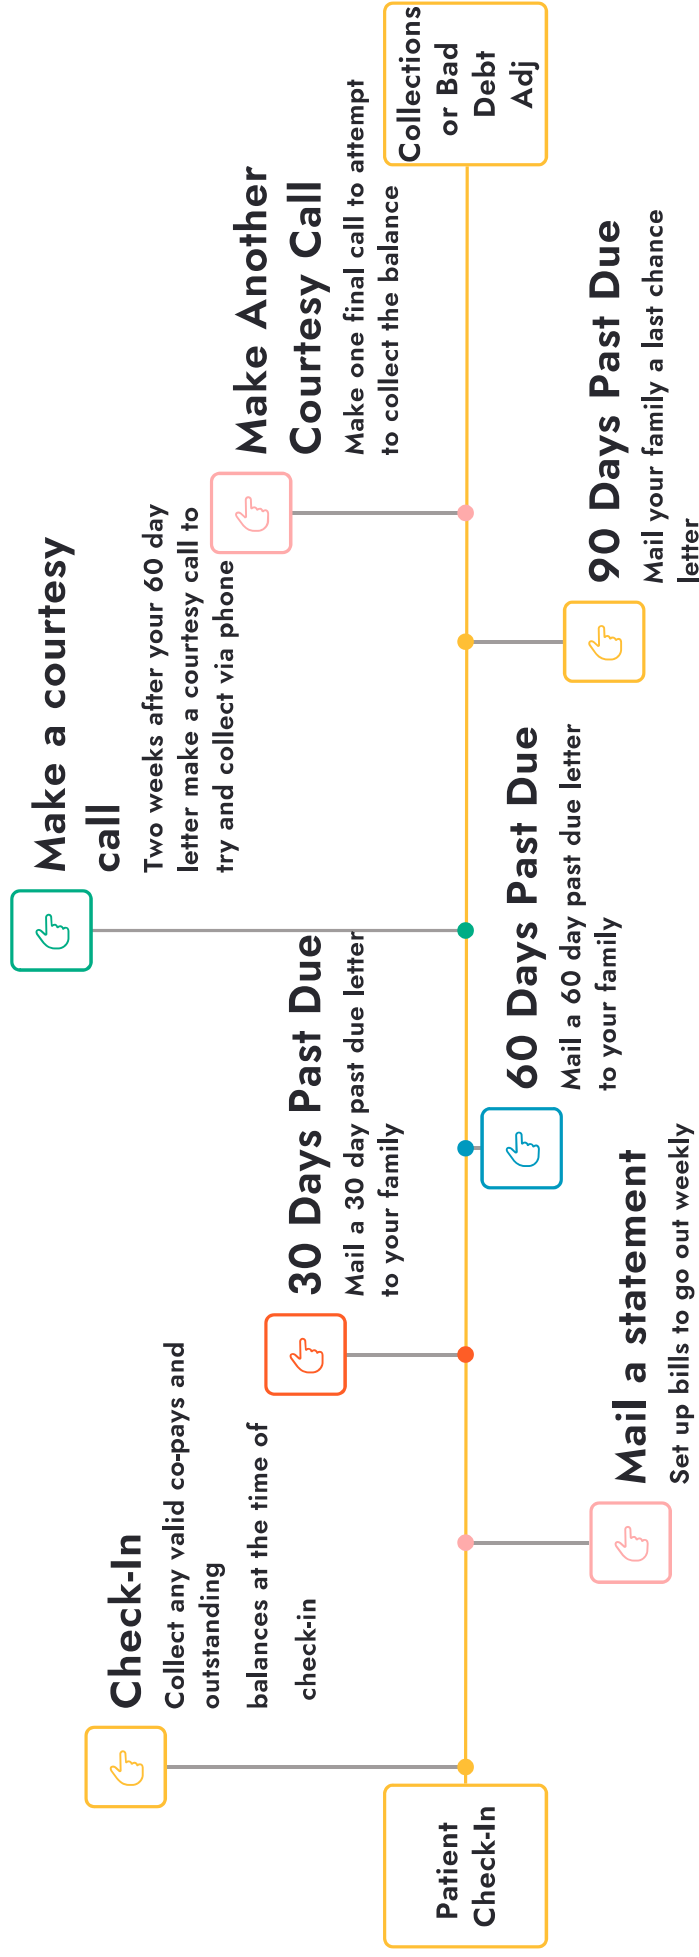 Patient
Check-In
Check-In
Collect any valid co-pays and
outstanding
balances at the time of
check-in
Mail a statement
Set up bills to go out weekly
30 Days Past Due
Mail a 30 day past due letter
to your family
60 Days Past Due
Mail a 60 day past due letter
to your family
Make a courtesy
call
Two weeks after your 60 day
letter make a courtesy call to
try and collect via phone
90 Days Past Due
Mail your family a last chance
letter
Make Another
Courtesy Call
Make one final call to attempt
to collect the balance
Collections
or Bad
Debt
Adj